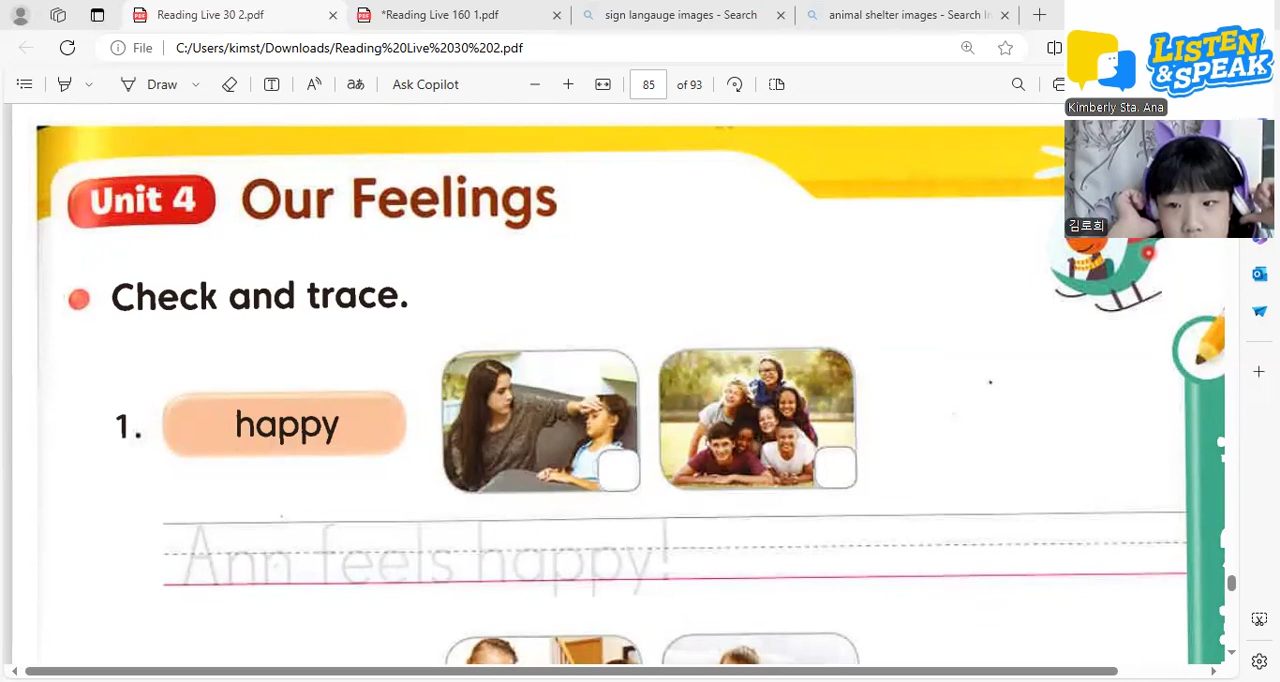 Reading Live 30 2.pdf
*Reading Live 160 1.pdf
sign langauge images - Search
animal shelter images - Search I
File
C:/Users/kimst/Downloads/Reading%20Live%2030%202.pdf
Draw
aあ
Ask Copilot
85
of 93
LISTEN
&SPEAK
Kimberly Sta. Ana
김로희
Unit 4 Our Feelings
Check and trace.
1. happy
Ann feels happy!